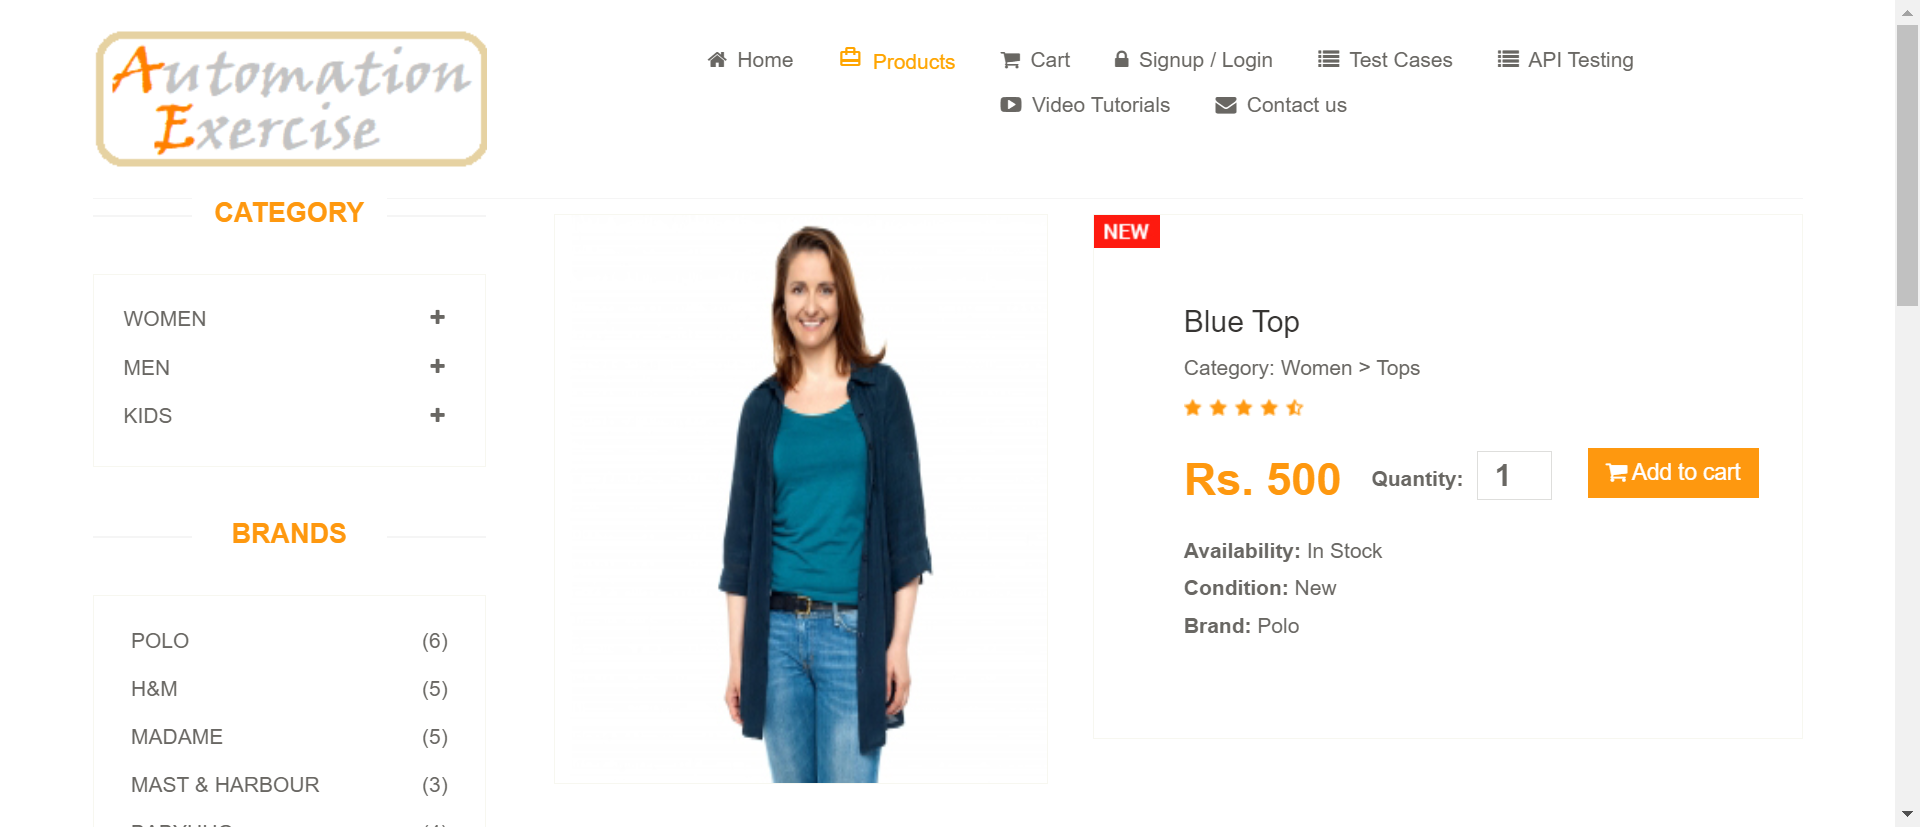 Automation
Exercise
Home
Products
Cart
Signup / Login
Test Cases
API Testing
Video Tutorials
Contact us
CATEGORY
WOMEN
MEN
KIDS
BRANDS
POLO (6)
H&M (5)
MADAME (5)
MAST & HARBOUR (3)
NEW
Blue Top
Category: Women > Tops
Rs. 500 Quantity: 1 Add to cart
Availability: In Stock
Condition: New
Brand: Polo